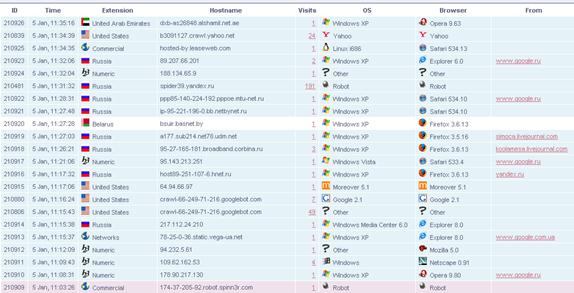 ID Time Extension Hostname Visits OS Browser From
210926 5 Jan, 11:35:16 United Arab Emirates dxb-as26848.alshamil.net.ae 1 Windows XP Opera 9.63
210839 5 Jan, 11:34:39 United States b3091127.crawl.yahoo.net 24 Yahoo Yahoo
210925 5 Jan, 11:34:35 Commercial hosted-by.leaseweb.com 1 Linux i686 Safari 534.13
210923 5 Jan, 11:32:06 Russia 89.207.66.201 2 Windows XP Explorer 6.0 www.google.ru
210924 5 Jan, 11:32:04 Numeric 188.134.65.9 1 Other Other
210481 5 Jan, 11:31:32 Russia spider39.yandex.ru 191 Robot Robot
210922 5 Jan, 11:28:31 Russia ppp85-140-224-192.pppoe.mtu-net.ru 1 Windows XP Safari 534.10 www.google.ru
210921 5 Jan, 11:27:48 Russia ip-95-221-196-0.bb.netbynet.ru 1 Windows XP Safari 534.10
210920 5 Jan, 11:27:28 Belarus bsuir.basnet.by 1 Windows XP Firefox 3.6.13
210919 5 Jan, 11:27:03 Russia a177.sub214.net78.udm.net 1 Windows XP Firefox 3.5.16 simoca.livejournal.com
210918 5 Jan, 11:26:21 Russia 95-27-165-181.broadband.corbina.ru 3 Windows XP Firefox 3.6.13 koolanessa.livejournal.com
210917 5 Jan, 11:21:06 Numeric 95.143.213.251 1 Windows Vista Safari 533.4 www.google.ru
210916 5 Jan, 11:17:32 Russia host89-251-107-6.hnet.ru 1 Windows XP Firefox 3.6.13 yandex.ru
210915 5 Jan, 11:17:06 United States 64.94.66.97 1 Moreover 5.1 Moreover 5.1
210880 5 Jan, 11:16:24 United States crawl-66-249-71-216.googlebot.com 7 Google 2.1 Google 2.1
210806 5 Jan, 11:15:43 United States crawl-66-249-71-216.googlebot.com 49 Other Other
210914 5 Jan, 11:15:38 Russia 217.112.24.210 1 Windows Media Center 6.0 Explorer 8.0
210913 5 Jan, 11:15:37 Networks 78-25-0-36.static.vega-ua.net 1 Windows XP Explorer 8.0 www.google.com.ua
210912 5 Jan, 11:12:09 Numeric 94.232.5.61 1 Other Mozilla 5.0
210911 5 Jan, 11:09:43 Numeric 109.62.162.53 4 Windows Netscape 0.91
210910 5 Jan, 11:08:31 Numeric 178.90.217.130 1 Windows XP Opera 9.80 www.google.ru
210909 5 Jan, 11:03:26 Commercial 174-37-205-92.robot.spinn3r.com 1 Robot Robot